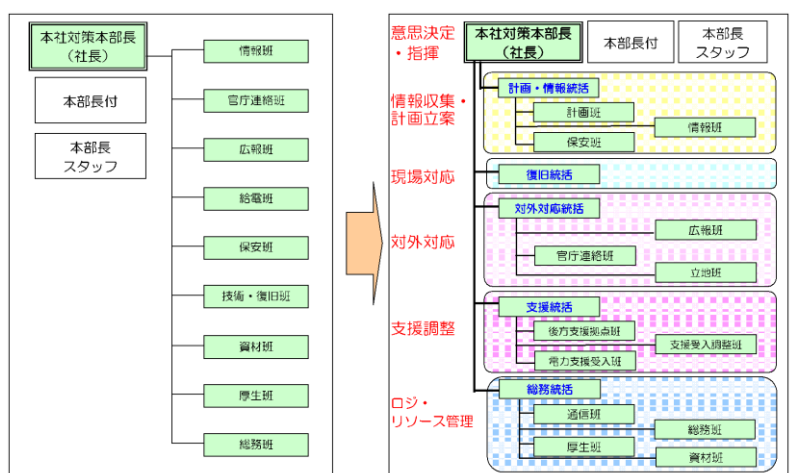 本社対策本部長
（社長）
本部長付
本部長
スタッフ
情報班
官庁連絡班
広報班
給電班
保安班
技術・復旧班
資材班
厚生班
総務班
意思決定
・指揮
本社対策本部長
（社長）
本部長付
本部長
スタッフ
情報収集・
計画立案
計画・情報統括
計画班
情報班
保安班
現場対応
復旧統括
対外対応
対外対応統括
広報班
官庁連絡班
立地班
支援調整
支援統括
後方支援拠点班
支援受入調整班
電力支援受入班
ロジ・
リソース管理
総務統括
通信班
総務班
厚生班
資材班